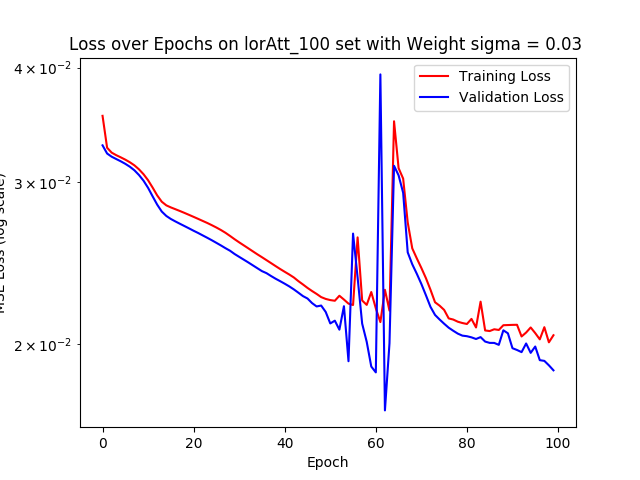 Loss over Epochs on lorAtt_100 set with Weight sigma = 0.03
Training Loss
Validation Loss
4 × 10⁻²
3 × 10⁻²
2 × 10⁻²
MSE Loss (log scale)
0 20 40 60 80 100
Epoch